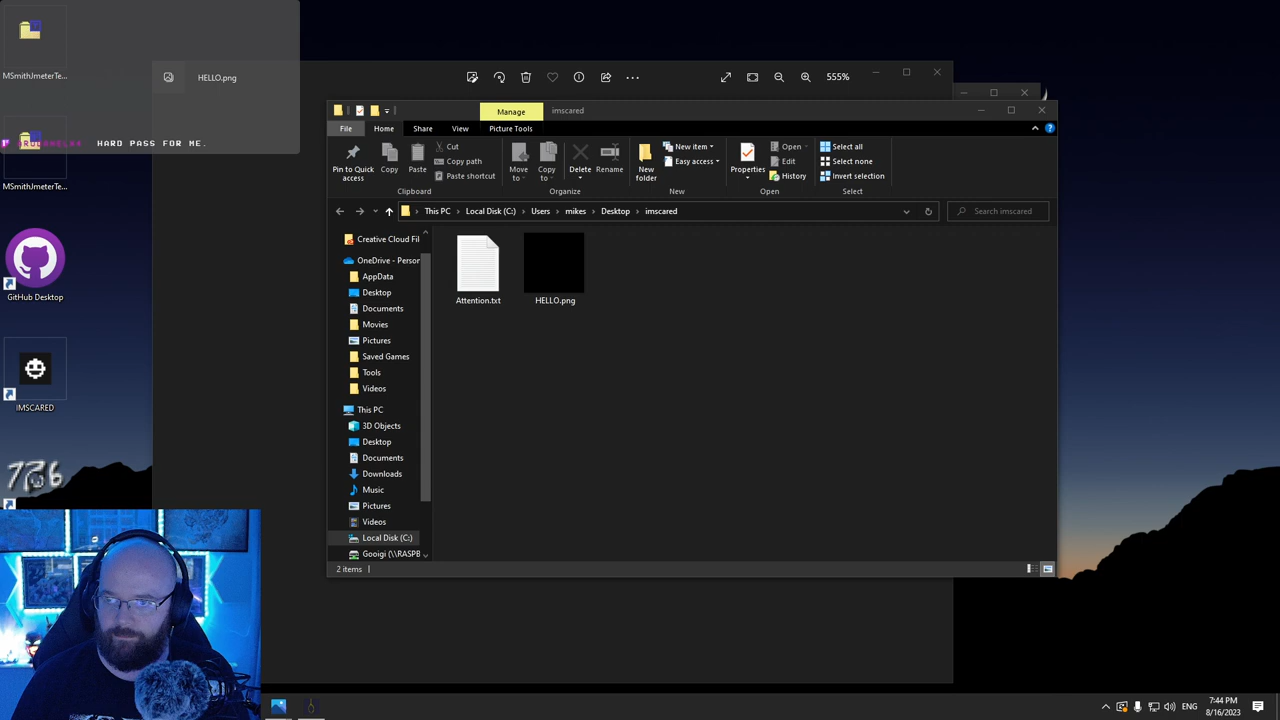 MSmithJmeterTe...
HELLO.png
555%
MSmithJmeterTe...
HARD PASS FOR ME.
Manage
imscared
File
Home
Share
View
Picture Tools
Pin to Quick access
Copy
Paste
Cut
Copy path
Paste shortcut
Clipboard
Move to
Copy to
Delete
Rename
Organize
New folder
New item
Easy access
New
Properties
Open
Edit
History
Open
Select all
Select none
Invert selection
Select
This PC
Local Disk (C:)
Users
mikes
Desktop
imscared
Search imscared
Creative Cloud Fil
OneDrive - Person
AppData
Desktop
Documents
Movies
Pictures
Saved Games
Tools
Videos
This PC
3D Objects
Desktop
Documents
Downloads
Music
Pictures
Videos
Local Disk (C:)
Gooigi (\\RASPB
Attention.txt
HELLO.png
2 items
GitHub Desktop
IMSCARED
7:44 PM
ENG
8/16/2023